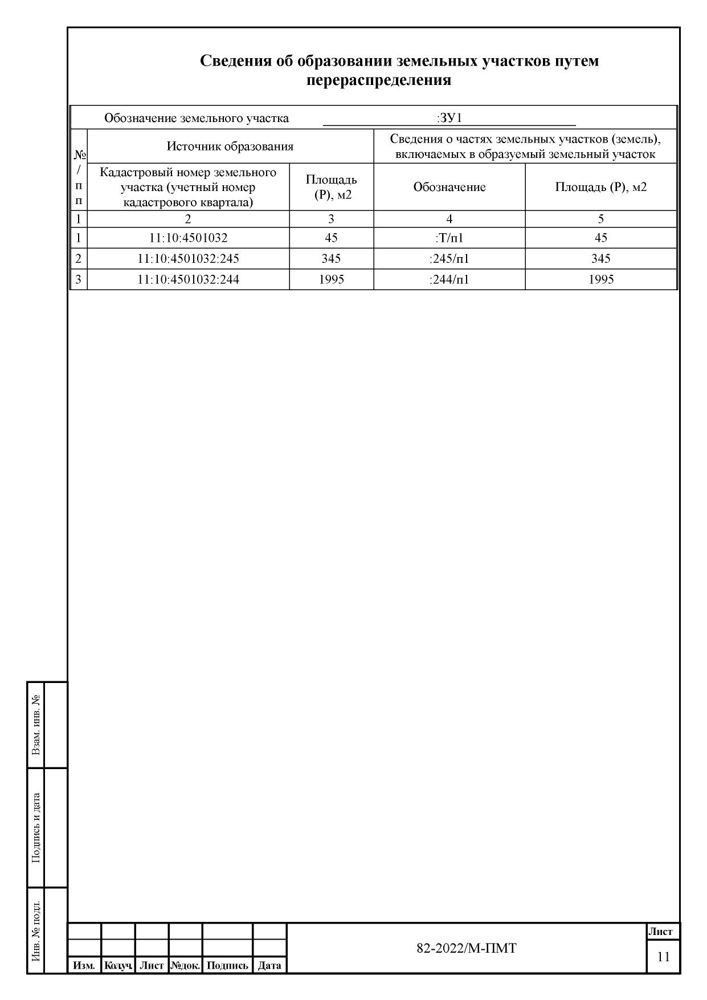 Сведения об образовании земельных участков путем
перераспределения
Обозначение земельного участка :ЗУ1
№
/
п
п
Источник образования
Сведения о частях земельных участков (земель),
включаемых в образуемый земельный участок
Кадастровый номер земельного
участка (учетный номер
кадастрового квартала)
Площадь
(Р), м2
Обозначение
Площадь (Р), м2
1 2 3 4 5
1 11:10:4501032 45 :Т/п1 45
2 11:10:4501032:245 345 :245/п1 345
3 11:10:4501032:244 1995 :244/п1 1995
Взам. инв. №
Подпись и дата
Инв. № подл.
Изм. Кол.уч. Лист №док. Подпись Дата
82-2022/М-ПМТ
Лист
11